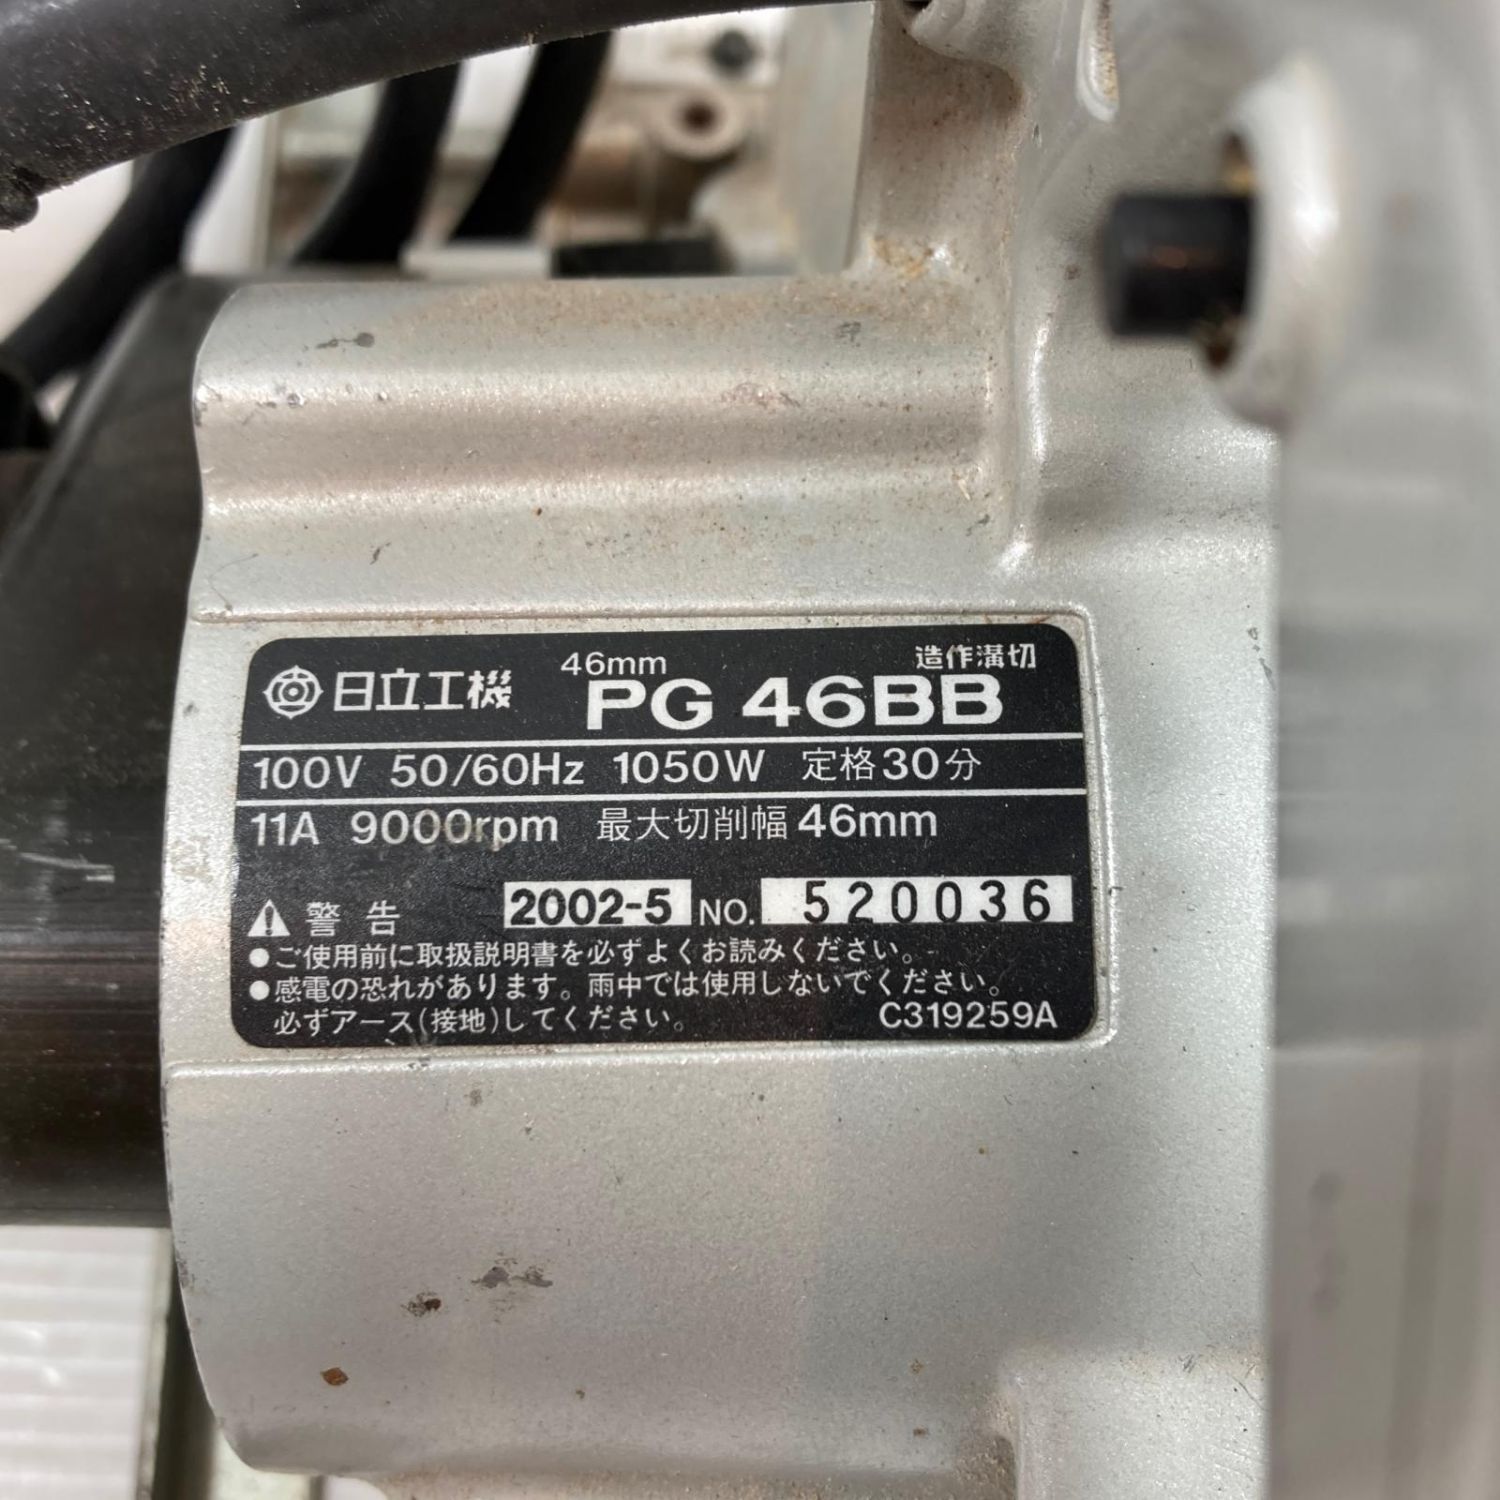 日立工機 46mm PG 46BB 造作溝切
100V 50/60Hz 1050W 定格30分
11A 9000rpm 最大切削幅46mm
警告 2002-5 NO. 520036
●ご使用前に取扱説明書を必ずよくお読みください。
●感電の恐れがあります。雨中では使用しないでください。
必ずアース(接地)してください。 C319259A